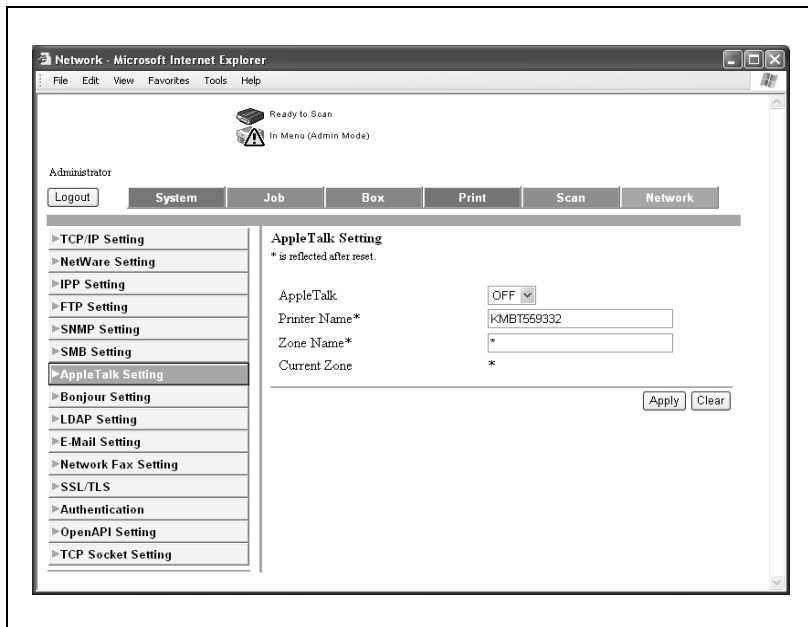 Network - Microsoft Internet Explorer
File Edit View Favorites Tools Help
Ready to Scan
In Menu (Admin Mode)
Administrator
Logout System Job Box Print Scan Network
TCP/IP Setting
NetWare Setting
IPP Setting
FTP Setting
SNMP Setting
SMB Setting
AppleTalk Setting
Bonjour Setting
LDAP Setting
E-Mail Setting
Network Fax Setting
SSL/TLS
Authentication
OpenAPI Setting
TCP Socket Setting
AppleTalk Setting
* is reflected after reset.
AppleTalk OFF
Printer Name* KMBT559332
Zone Name* *
Current Zone *
Apply Clear